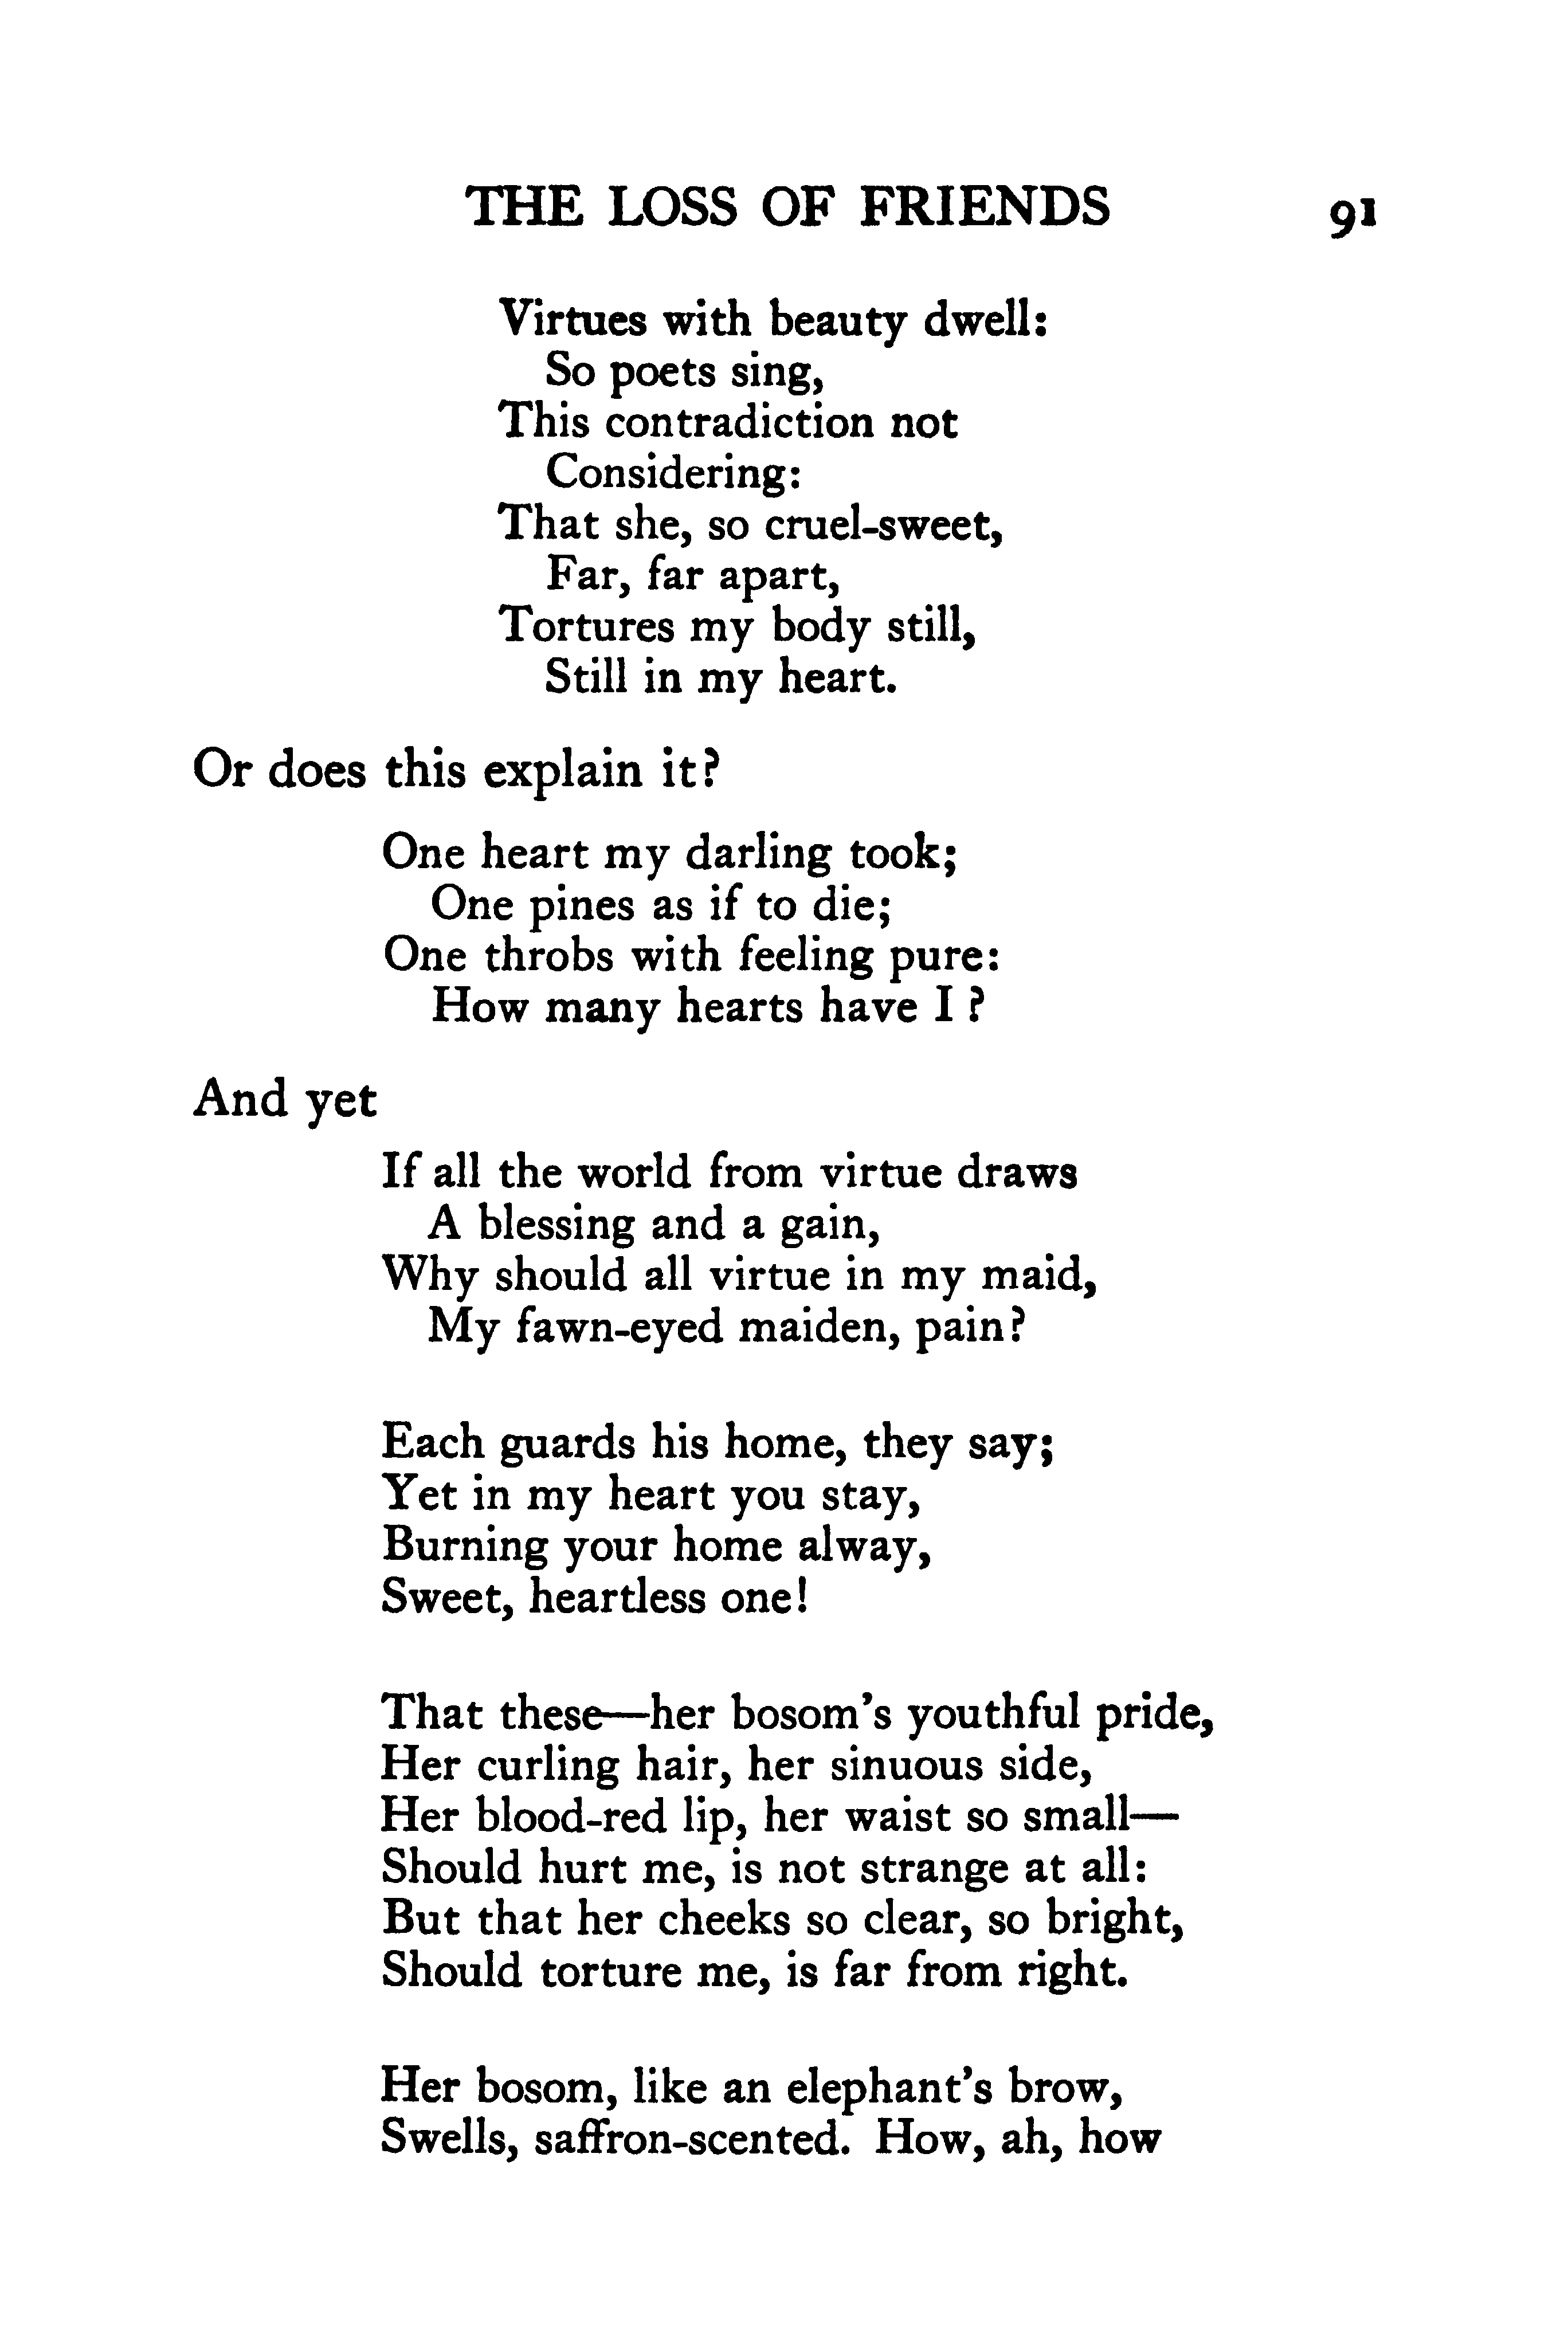 THE LOSS OF FRIENDS 91
Virtues with beauty dwell:
So poets sing,
This contradiction not
Considering:
That she, so cruel-sweet,
Far, far apart,
Tortures my body still,
Still in my heart.
Or does this explain it?
One heart my darling took;
One pines as if to die;
One throbs with feeling pure:
How many hearts have I ?
And yet
If all the world from virtue draws
A blessing and a gain,
Why should all virtue in my maid,
My fawn-eyed maiden, pain?
Each guards his home, they say;
Yet in my heart you stay,
Burning your home alway,
Sweet, heartless one!
That these—her bosom's youthful pride,
Her curling hair, her sinuous side,
Her blood-red lip, her waist so small—
Should hurt me, is not strange at all:
But that her cheeks so clear, so bright,
Should torture me, is far from right.
Her bosom, like an elephant's brow,
Swells, saffron-scented. How, ah, how